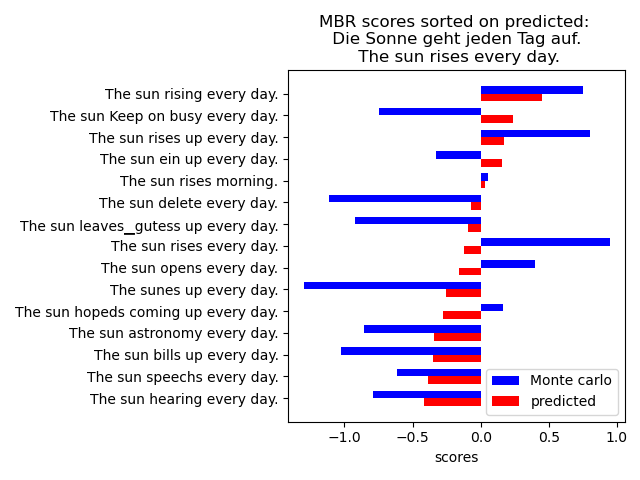 MBR scores sorted on predicted:
Die Sonne geht jeden Tag auf.
The sun rises every day.
The sun rising every day.
The sun Keep on busy every day.
The sun rises up every day.
The sun ein up every day.
The sun rises morning.
The sun delete every day.
The sun leaves▁gutess up every day.
The sun rises every day.
The sun opens every day.
The sunes up every day.
The sun hopeds coming up every day.
The sun astronomy every day.
The sun bills up every day.
The sun speechs every day.
The sun hearing every day.
Monte carlo
predicted
−1.0 −0.5 0.0 0.5 1.0
scores